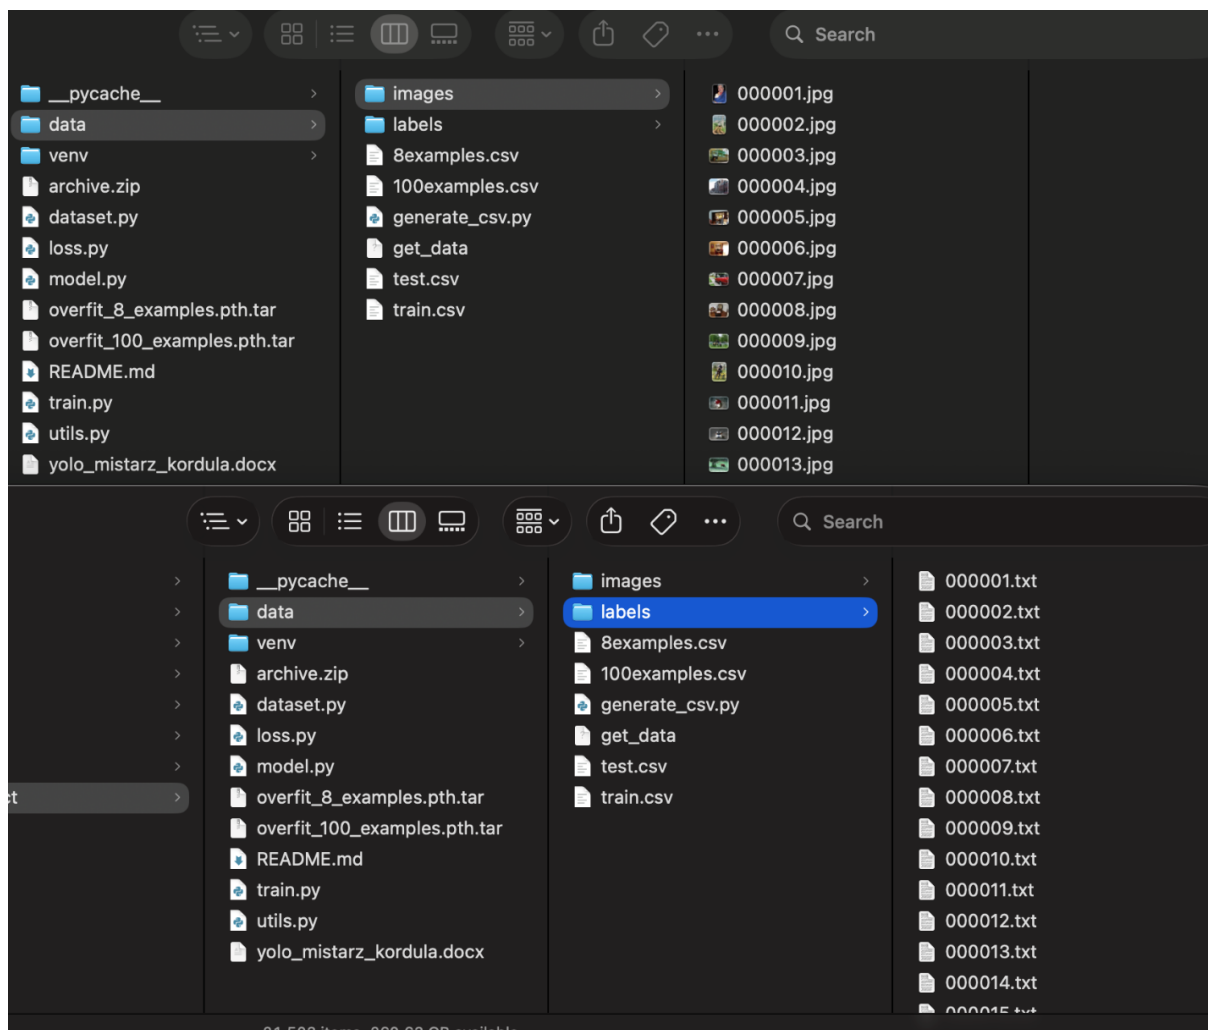 Search
__pycache__
data
venv
archive.zip
dataset.py
loss.py
model.py
overfit_8_examples.pth.tar
overfit_100_examples.pth.tar
README.md
train.py
utils.py
yolo_mistarz_kordula.docx
images
labels
8examples.csv
100examples.csv
generate_csv.py
get_data
test.csv
train.csv
000001.jpg
000002.jpg
000003.jpg
000004.jpg
000005.jpg
000006.jpg
000007.jpg
000008.jpg
000009.jpg
000010.jpg
000011.jpg
000012.jpg
000013.jpg
Search
ct
__pycache__
data
venv
archive.zip
dataset.py
loss.py
model.py
overfit_8_examples.pth.tar
overfit_100_examples.pth.tar
README.md
train.py
utils.py
yolo_mistarz_kordula.docx
images
labels
8examples.csv
100examples.csv
generate_csv.py
get_data
test.csv
train.csv
000001.txt
000002.txt
000003.txt
000004.txt
000005.txt
000006.txt
000007.txt
000008.txt
000009.txt
000010.txt
000011.txt
000012.txt
000013.txt
000014.txt
000015.txt